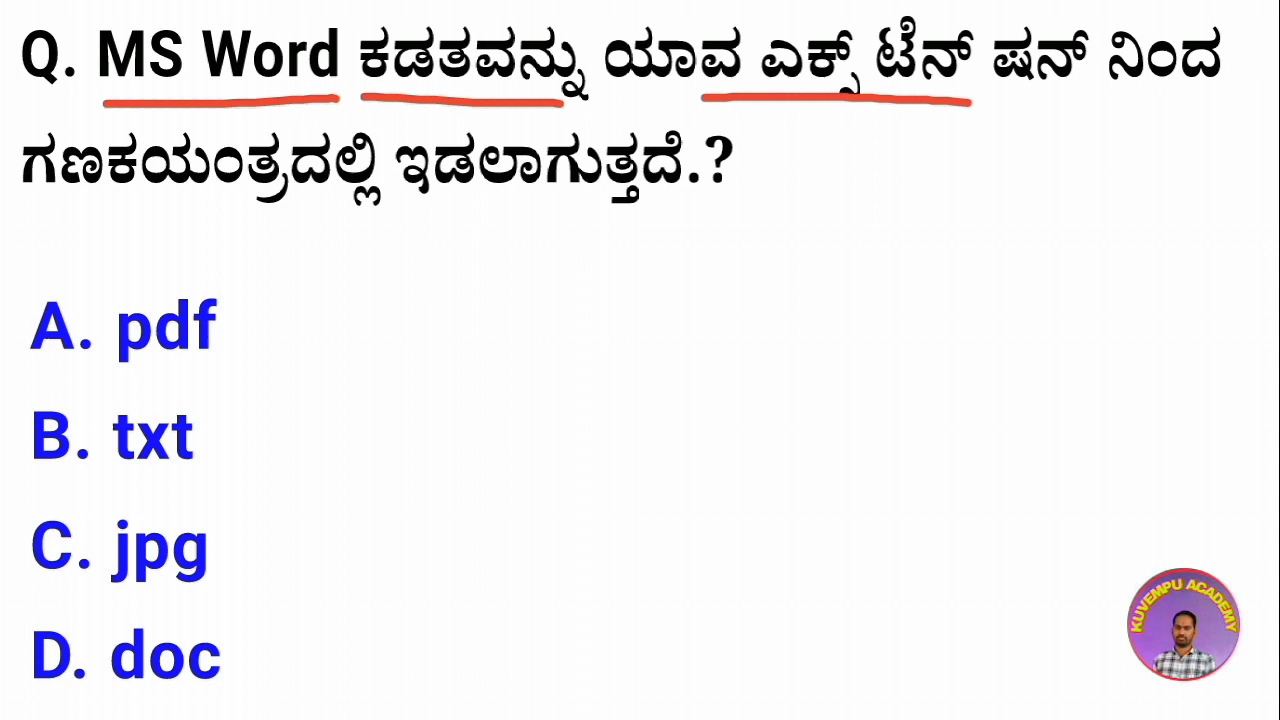 Q. MS Word ಕಡತವನ್ನು ಯಾವ ಎಕ್ಸ್ ಟೆನ್ ಷನ್ ನಿಂದ
ಗಣಕಯಂತ್ರದಲ್ಲಿ ಇಡಲಾಗುತ್ತದೆ.?
A. pdf
B. txt
C. jpg
D. doc
KUVEMPU ACADEMY